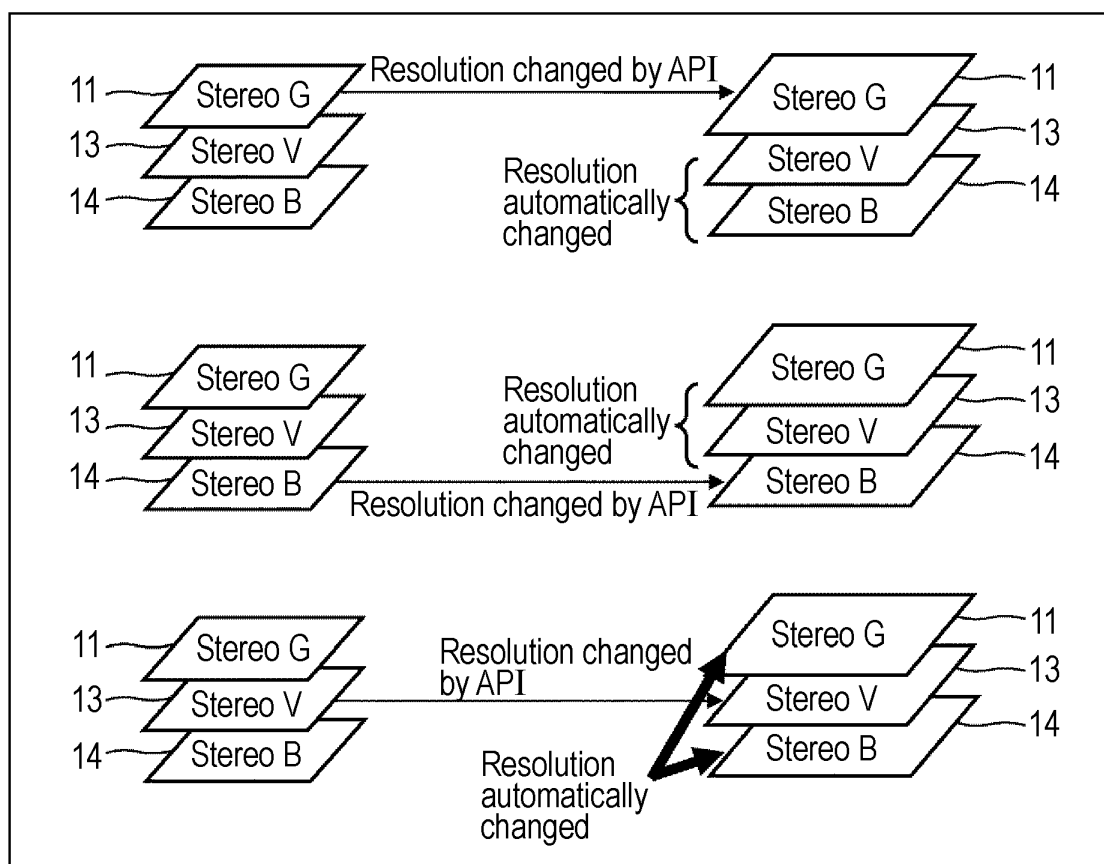 Resolution changed by API
11
Stereo G
13
Stereo V
14
Stereo B
Resolution
automatically
changed
Stereo G
11
Stereo V
13
Stereo B
14
11
Stereo G
13
Stereo V
14
Stereo B
Resolution
automatically
changed
Resolution changed by API
Stereo G
11
Stereo V
13
Stereo B
14
11
Stereo G
13
Stereo V
14
Stereo B
Resolution changed
by API
Resolution
automatically
changed
Stereo G
11
Stereo V
13
Stereo B
14